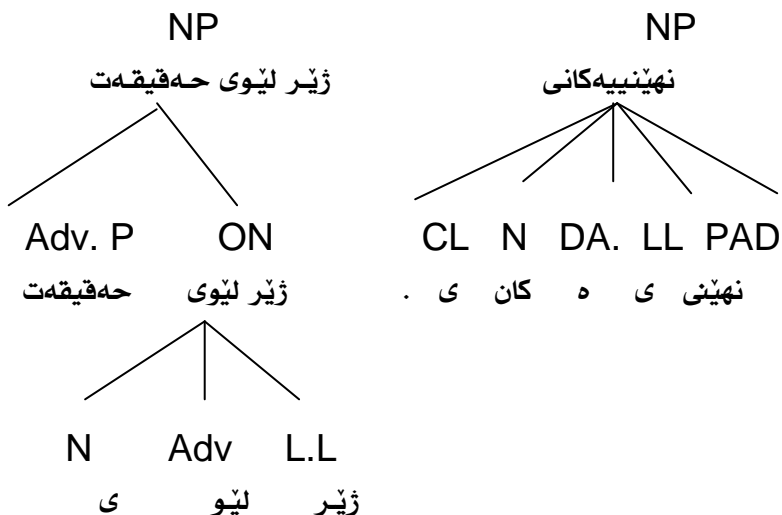 NP NP
ژێر لێوی حەقیقەت نهێنییەکانی
Adv. P ON CL N DA. LL PAD
حەقیقەت ژێر لێوی نهێنی ی ە کان ی .
N Adv L.L
ژێر لێو ی